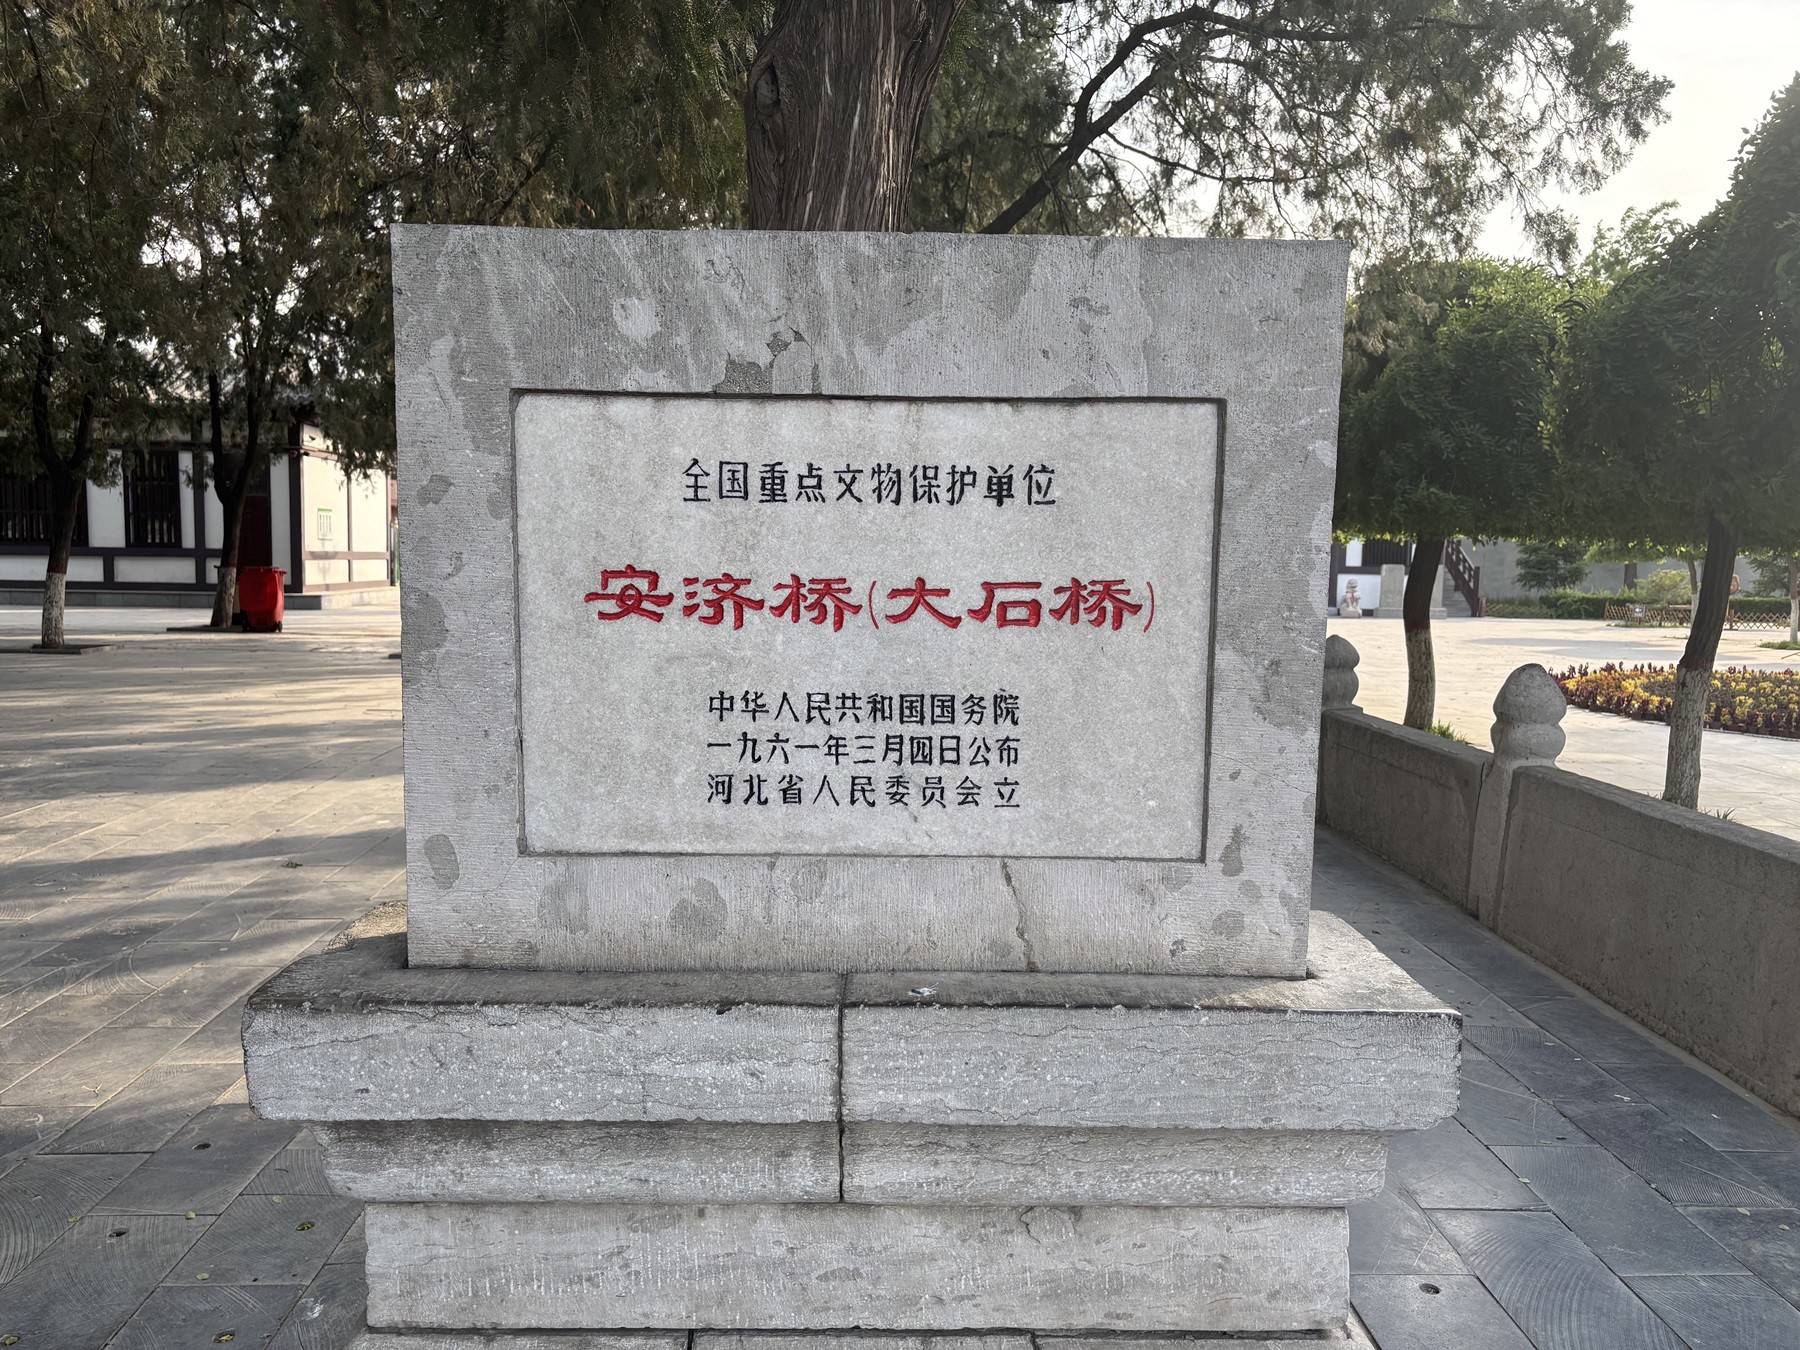 全国重点文物保护单位
安济桥(大石桥)
中华人民共和国国务院
一九六一年三月四日公布
河北省人民委员会立